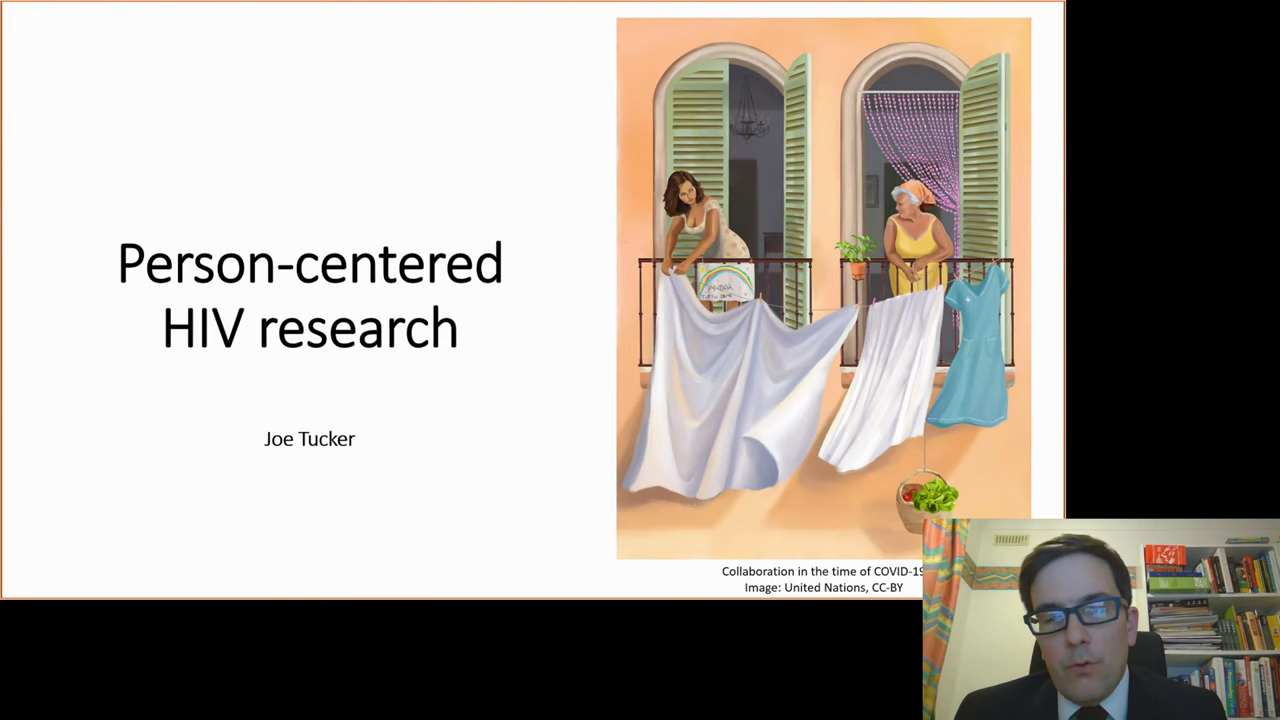 Person-centered
HIV research
Joe Tucker
Collaboration in the time of COVID-19
Image: United Nations, CC-BY